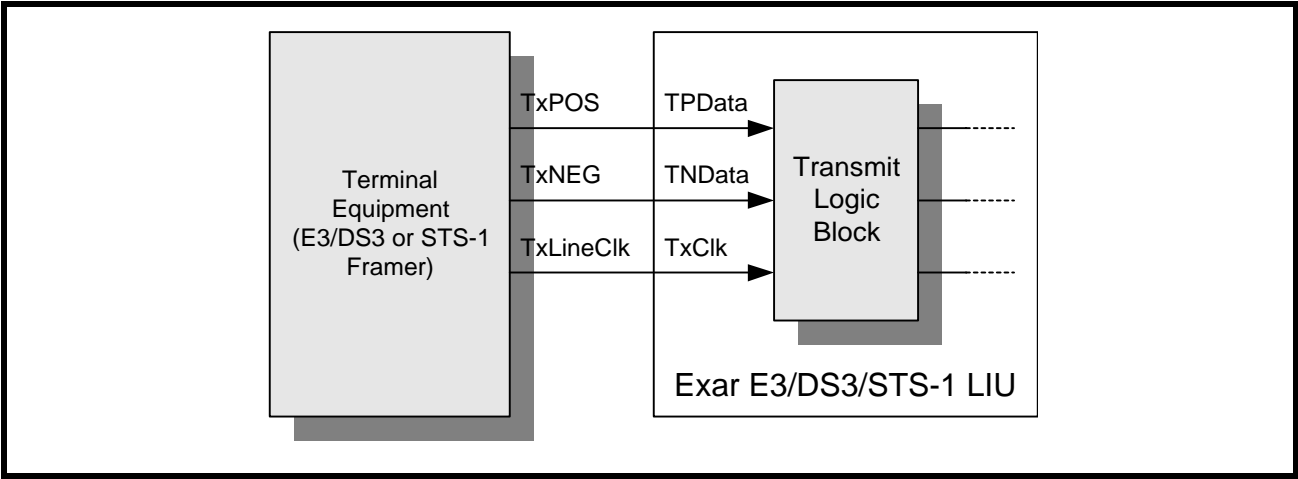 TxPOS TPData
TxNEG TNData
TxLineClk TxClk
Terminal
Equipment
(E3/DS3 or STS-1
Framer)
Transmit
Logic
Block
Exar E3/DS3/STS-1 LIU